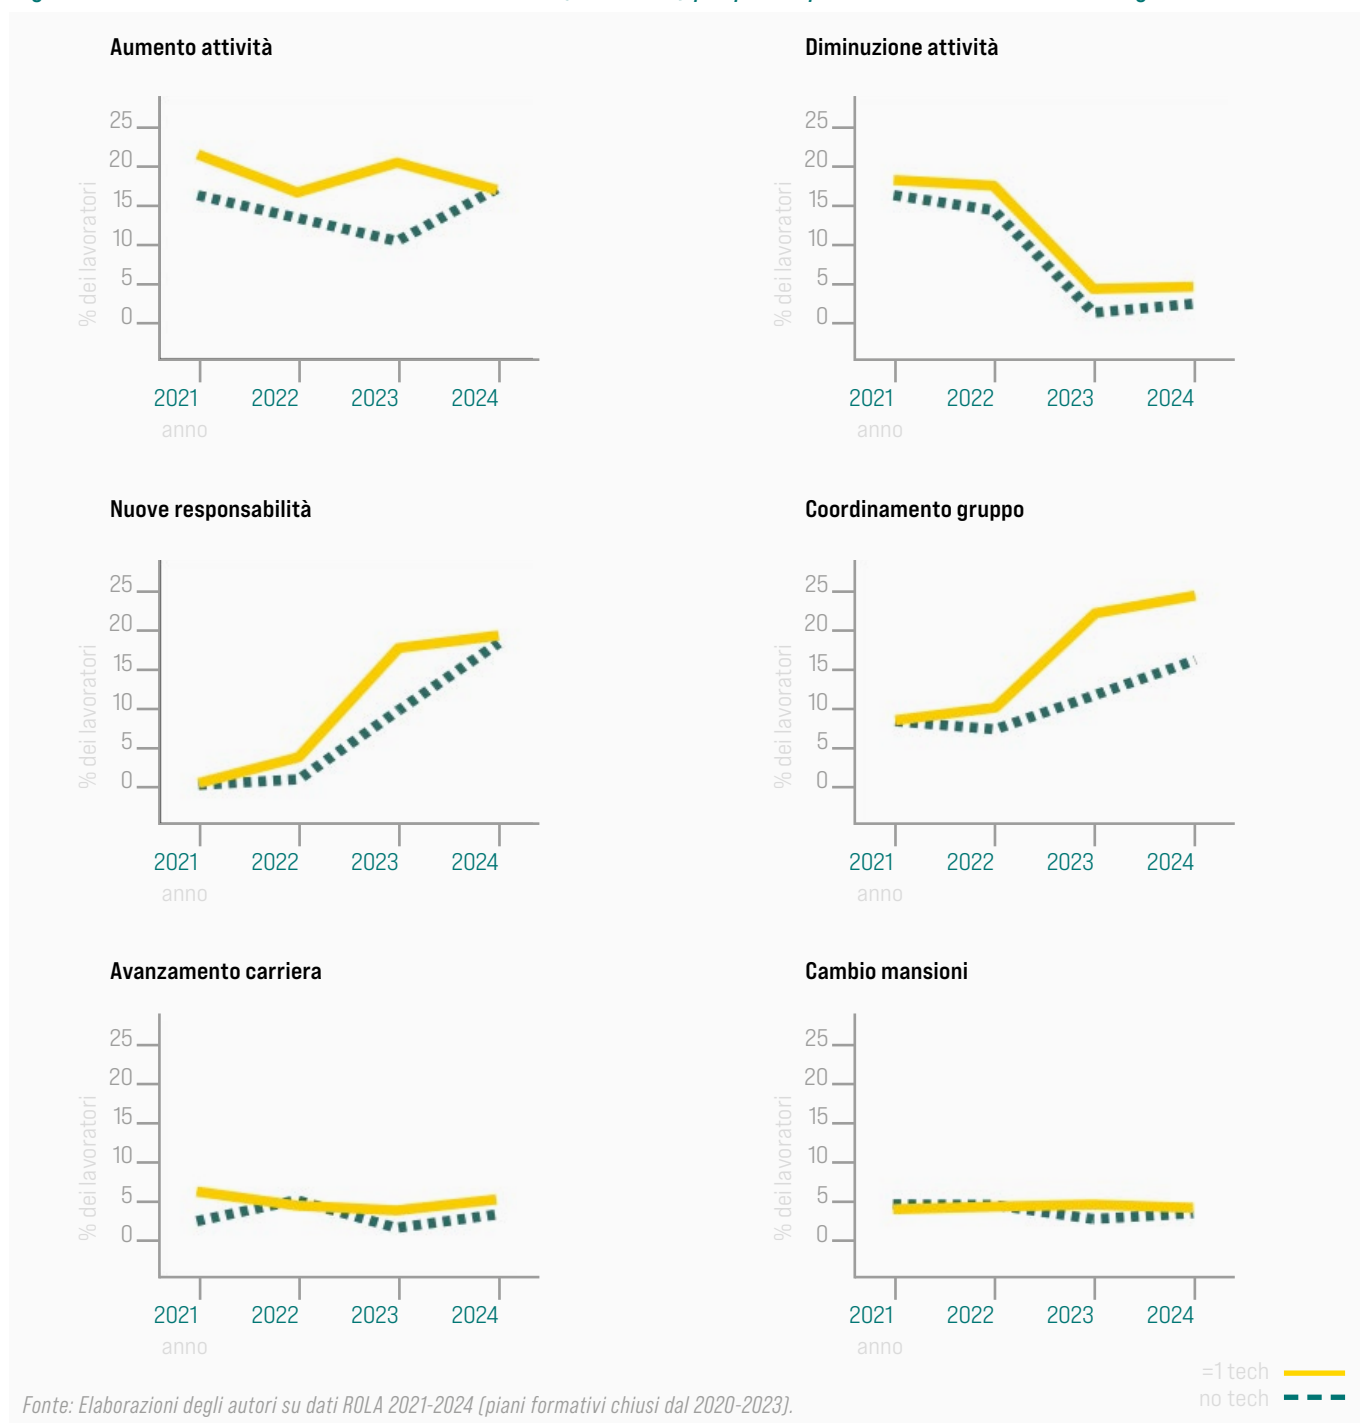 Aumento attività
25
20
15
10
5
0
% dei lavoratori
2021 2022 2023 2024
anno
Diminuzione attività
25
20
15
10
5
0
% dei lavoratori
2021 2022 2023 2024
anno
Nuove responsabilità
25
20
15
10
5
0
% dei lavoratori
2021 2022 2023 2024
anno
Coordinamento gruppo
25
20
15
10
5
0
% dei lavoratori
2021 2022 2023 2024
anno
Avanzamento carriera
25
20
15
10
5
0
% dei lavoratori
2021 2022 2023 2024
anno
Cambio mansioni
25
20
15
10
5
0
% dei lavoratori
2021 2022 2023 2024
anno
=1 tech
no tech
Fonte: Elaborazioni degli autori su dati ROLA 2021-2024 (piani formativi chiusi dal 2020-2023).